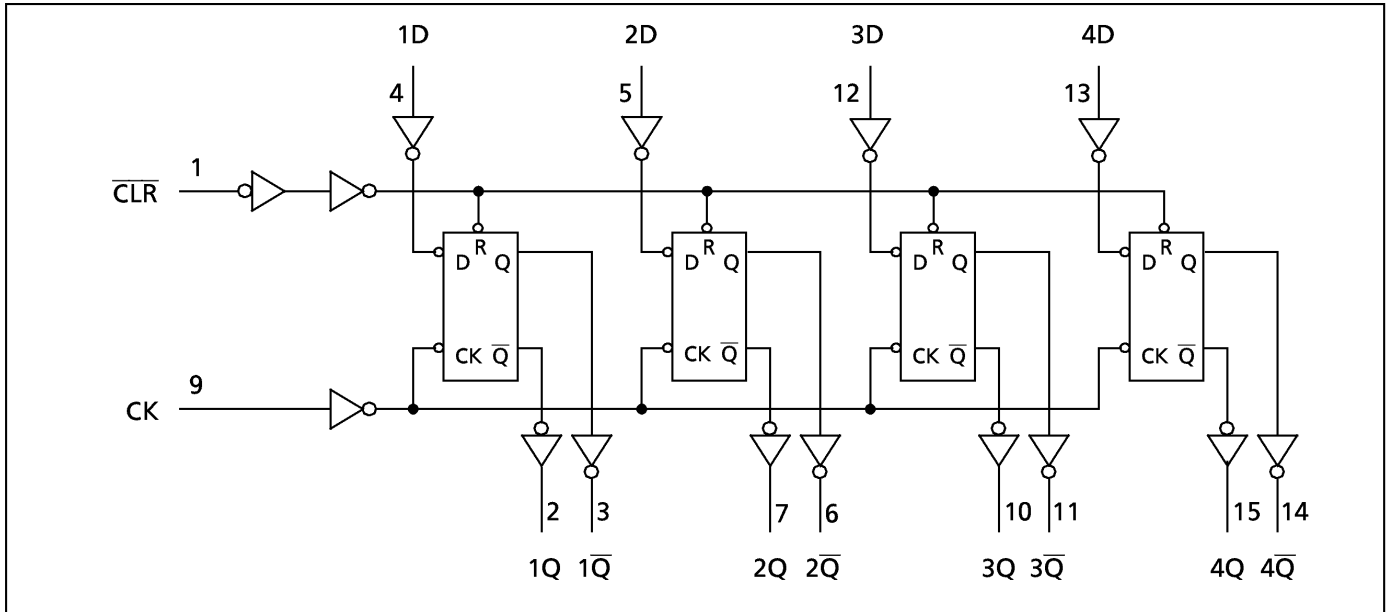 1D 2D 3D 4D
4 5 12 13
1
C̅L̅R̅
R R R R
D Q D Q D Q D Q
CK Q̅ CK Q̅ CK Q̅ CK Q̅
9
CK
2 3 7 6 10 11 15 14
1Q 1Q̅ 2Q 2Q̅ 3Q 3Q̅ 4Q 4Q̅